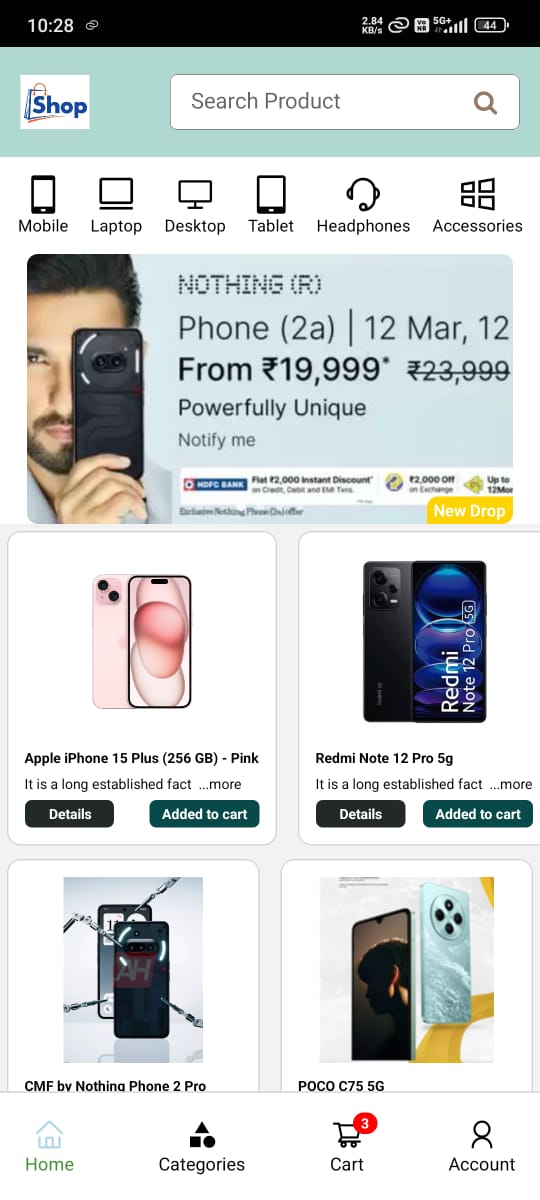 10:28
2.84 KB/s
Vo NR
5G+
44
Shop
Search Product
Mobile Laptop Desktop Tablet Headphones Accessories
NOTHING (R)
Phone (2a) | 12 Mar, 12
From ₹19,999* ₹23,999
Powerfully Unique
Notify me
HDFC BANK
Flat ₹2,000 Instant Discount*
on Credit, Debit and EMI Txns.
₹2,000 Off
on Exchange
Up to
12Mor
Exclusive Nothing Phone (2a) offer
New Drop
Redmi
Note 12 Pro 5G
Apple iPhone 15 Plus (256 GB) - Pink
It is a long established fact ...more
Details Added to cart
Redmi Note 12 Pro 5g
It is a long established fact ...more
Details Added to cart
AH
CMF by Nothing Phone 2 Pro
POCO C75 5G
3
Home Categories Cart Account